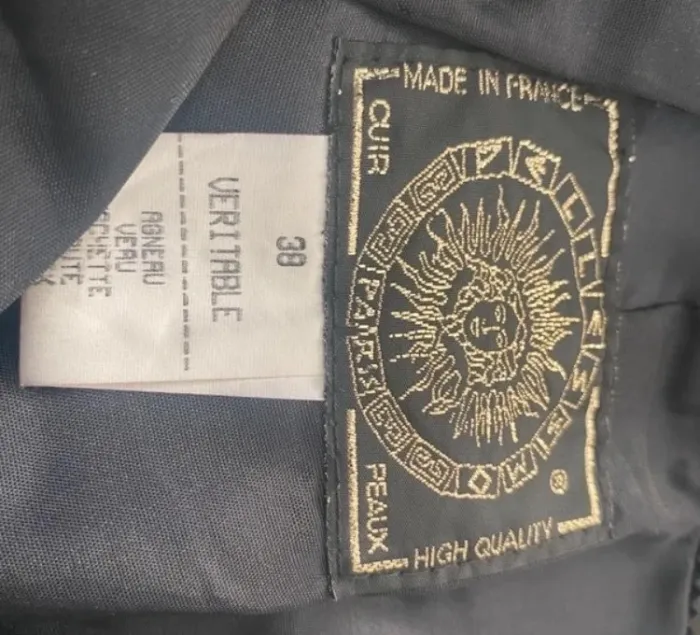 MADE IN FRANCE
CUIR
PARIS
®
PEAUX
HIGH QUALITY
38
VERITABLE
AGNEAU
VEAU